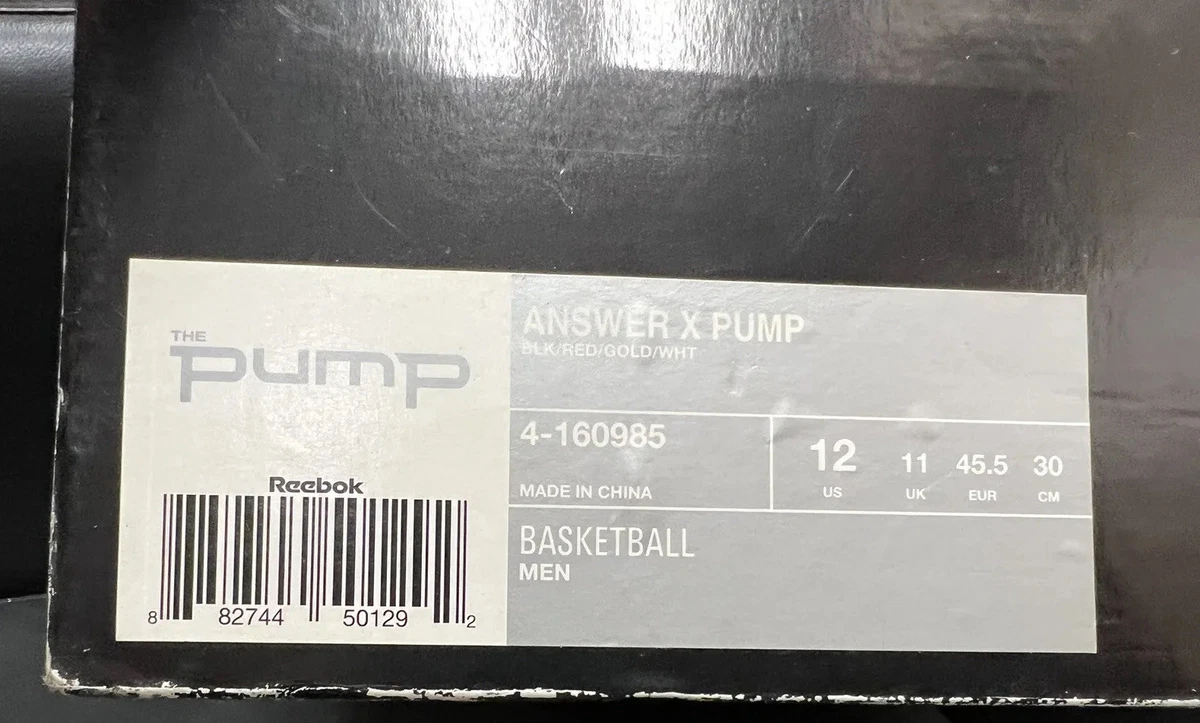 THE
pump
Reebok
8 82744 50129 2
ANSWER X PUMP
BLK/RED/GOLD/WHT
4-160985
MADE IN CHINA
12 11 45.5 30
US UK EUR CM
BASKETBALL
MEN